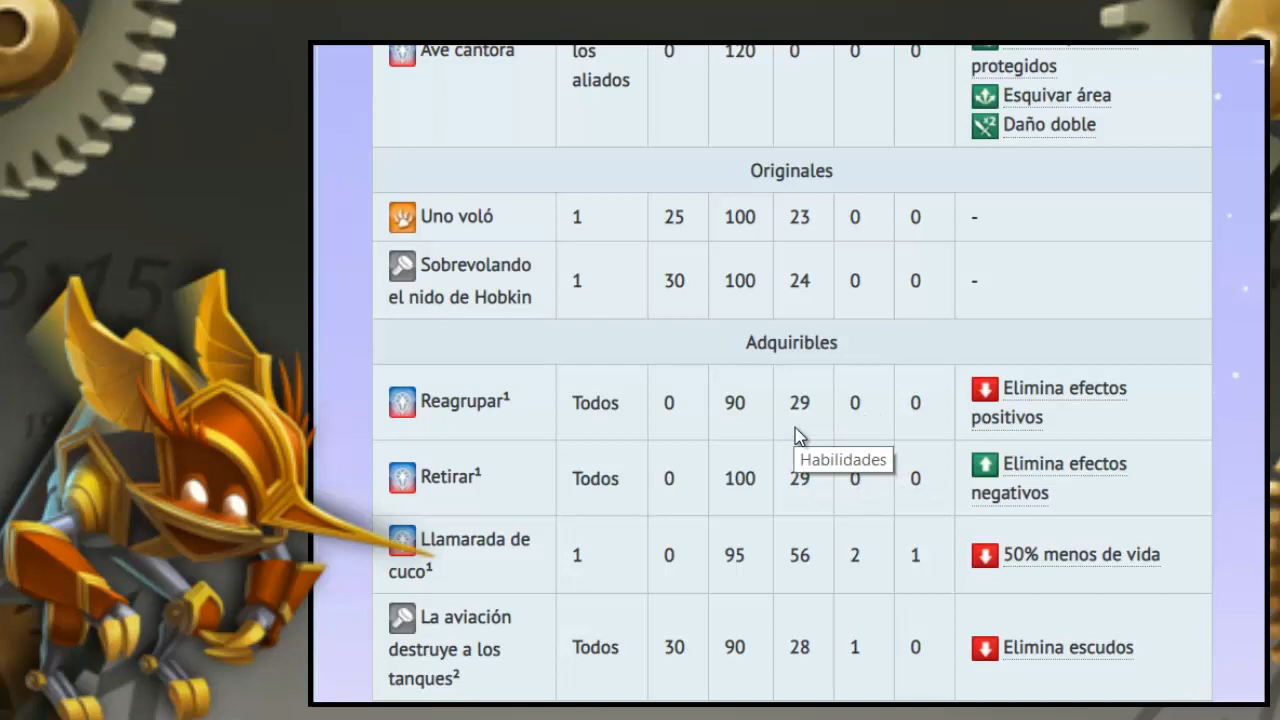 Ave cantora los 0 120 0 0 0
aliados
protegidos
Esquivar área
Daño doble
Originales
Uno voló 1 25 100 23 0 0 -
Sobrevolando
el nido de Hobkin 1 30 100 24 0 0 -
Adquiribles
Reagrupar¹ Todos 0 90 29 0 0 Elimina efectos
positivos
Habilidades
Retirar¹ Todos 0 100 29 0 0 Elimina efectos
negativos
Llamarada de
cuco¹ 1 0 95 56 2 1 50% menos de vida
La aviación
destruye a los Todos 30 90 28 1 0 Elimina escudos
tanques²